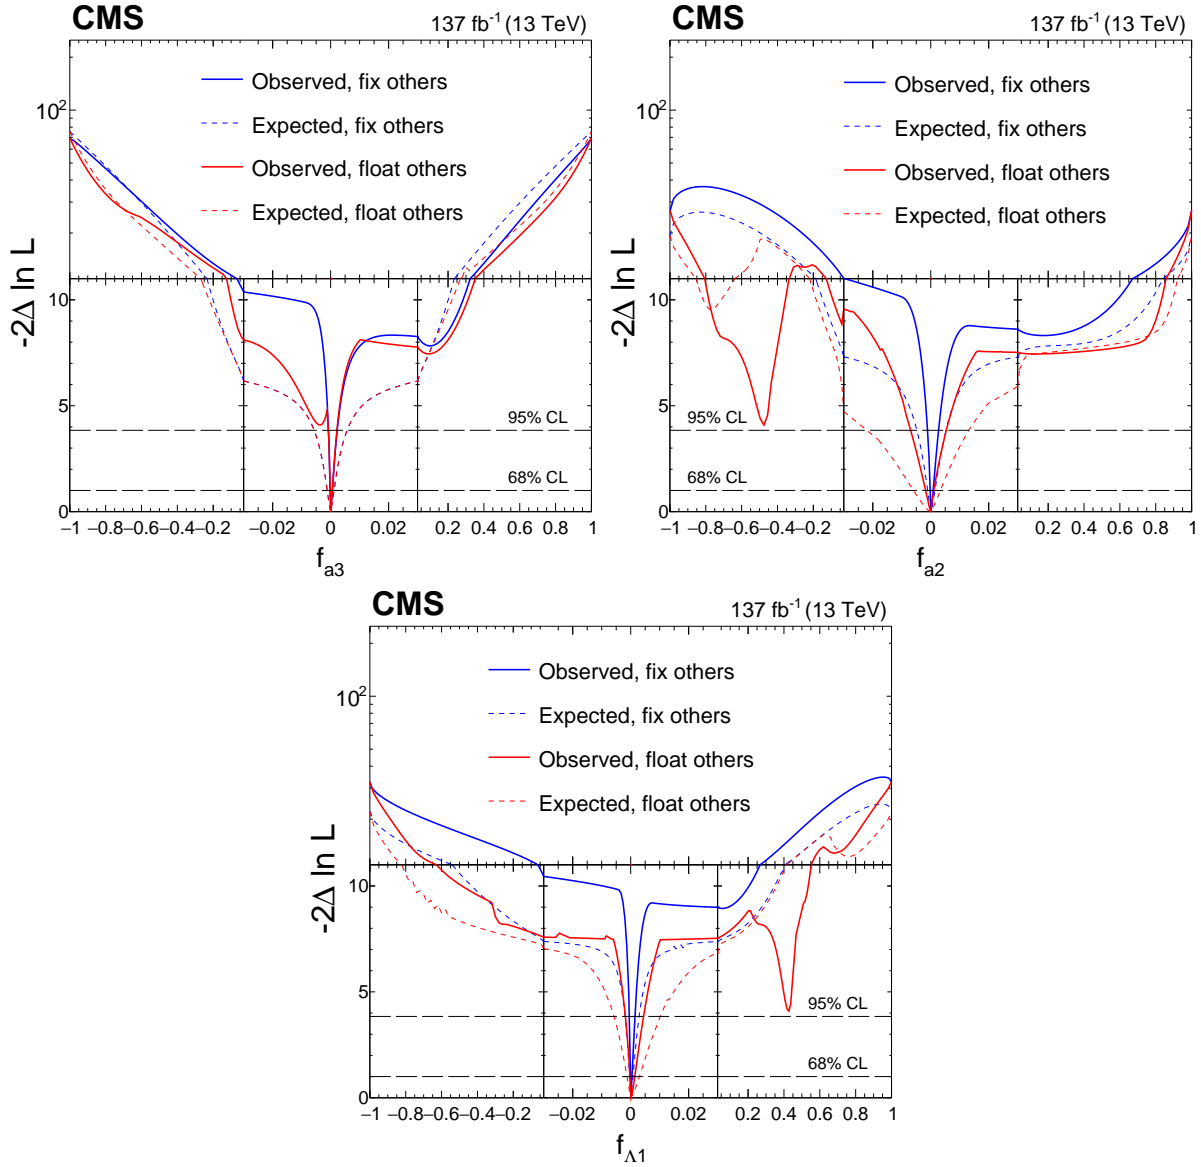 CMS 137 fb⁻¹ (13 TeV)
Observed, fix others
Expected, fix others
Observed, float others
Expected, float others
10²
-2Δ ln L
10
5
0
95% CL
68% CL
−1 −0.8 −0.6 −0.4 −0.2 −0.02 0 0.02 0.2 0.4 0.6 0.8 1
f_a3
CMS 137 fb⁻¹ (13 TeV)
Observed, fix others
Expected, fix others
Observed, float others
Expected, float others
10²
-2Δ ln L
10
5
0
95% CL
68% CL
−1 −0.8 −0.6 −0.4 −0.2 −0.02 0 0.02 0.2 0.4 0.6 0.8 1
f_a2
CMS 137 fb⁻¹ (13 TeV)
Observed, fix others
Expected, fix others
Observed, float others
Expected, float others
10²
-2Δ ln L
10
5
0
95% CL
68% CL
−1 −0.8 −0.6 −0.4 −0.2 −0.02 0 0.02 0.2 0.4 0.6 0.8 1
f_Λ1